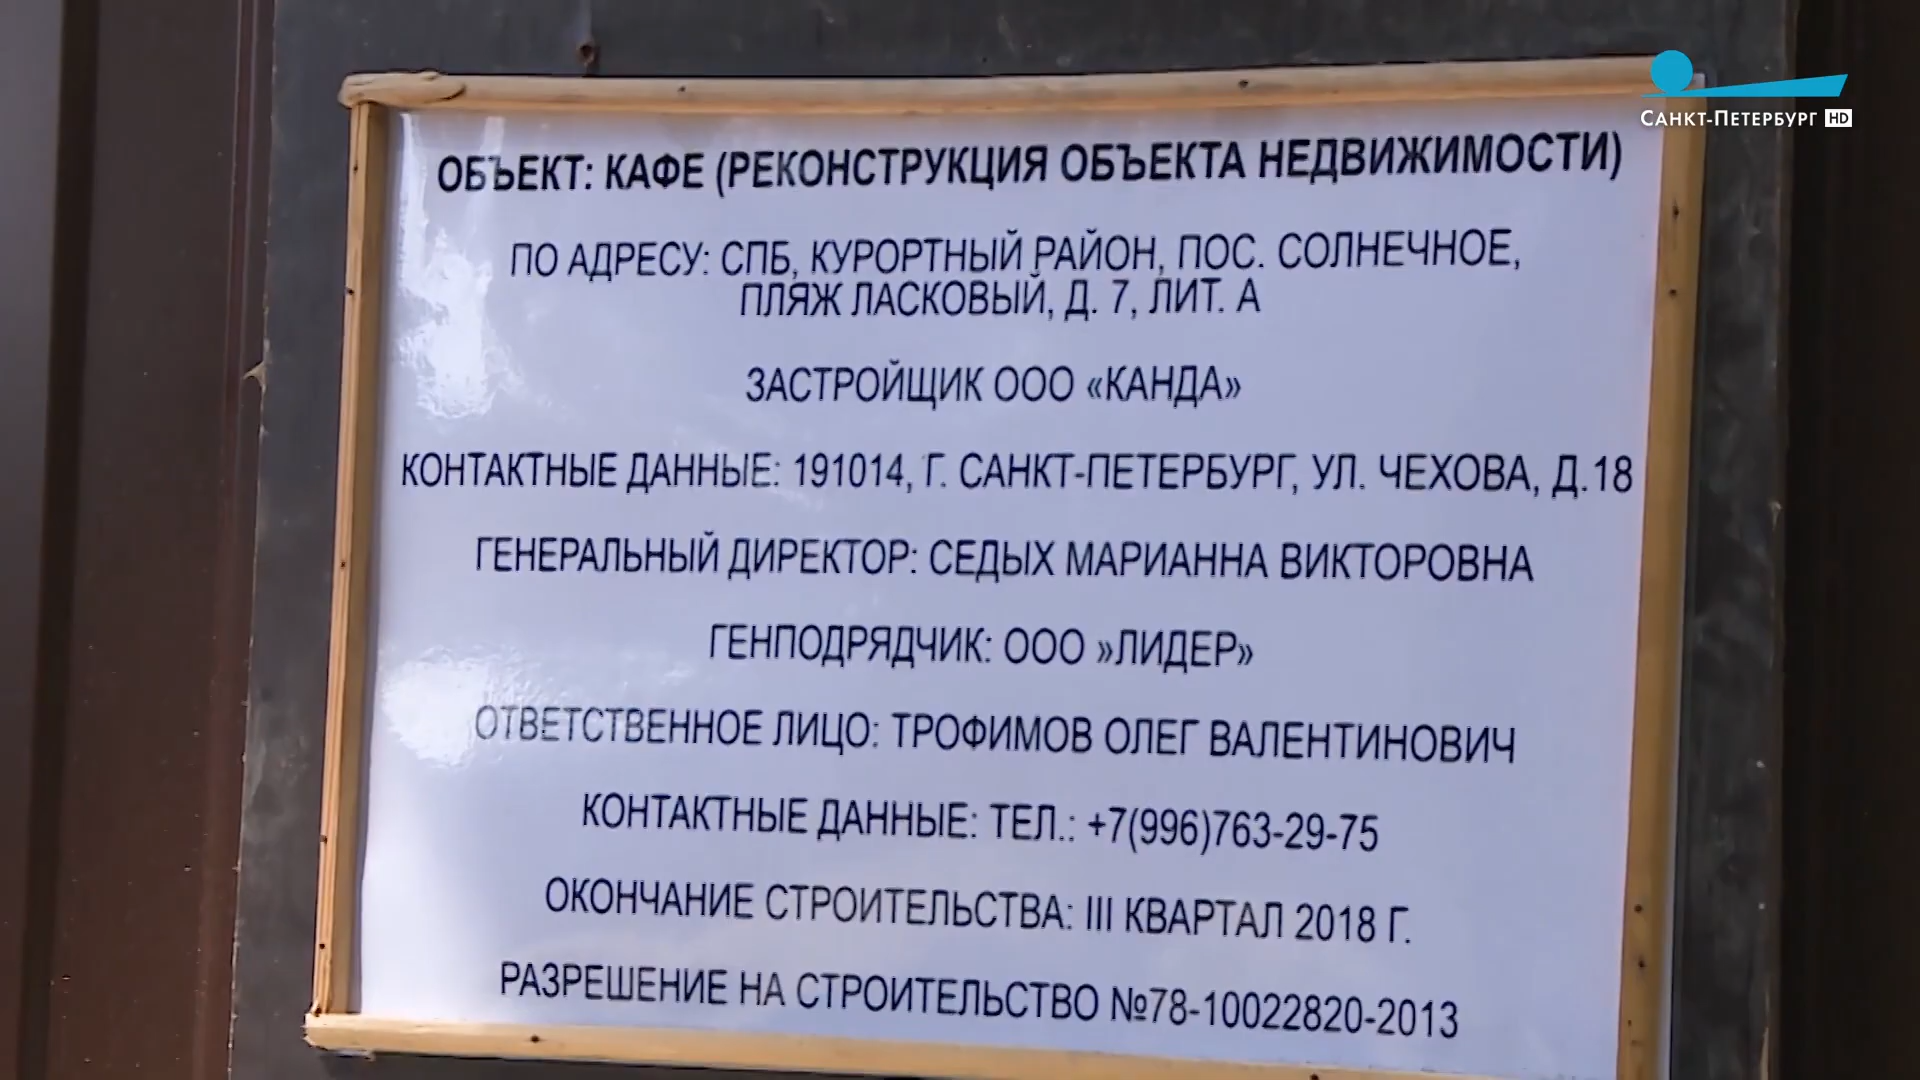 САНКТ-ПЕТЕРБУРГ HD
ОБЪЕКТ: КАФЕ (РЕКОНСТРУКЦИЯ ОБЪЕКТА НЕДВИЖИМОСТИ)
ПО АДРЕСУ: СПБ, КУРОРТНЫЙ РАЙОН, ПОС. СОЛНЕЧНОЕ,
ПЛЯЖ ЛАСКОВЫЙ, Д. 7, ЛИТ. А
ЗАСТРОЙЩИК ООО «КАНДА»
КОНТАКТНЫЕ ДАННЫЕ: 191014, Г. САНКТ-ПЕТЕРБУРГ, УЛ. ЧЕХОВА, Д.18
ГЕНЕРАЛЬНЫЙ ДИРЕКТОР: СЕДЫХ МАРИАННА ВИКТОРОВНА
ГЕНПОДРЯДЧИК: ООО »ЛИДЕР»
ОТВЕТСТВЕННОЕ ЛИЦО: ТРОФИМОВ ОЛЕГ ВАЛЕНТИНОВИЧ
КОНТАКТНЫЕ ДАННЫЕ: ТЕЛ.: +7(996)763-29-75
ОКОНЧАНИЕ СТРОИТЕЛЬСТВА: III КВАРТАЛ 2018 Г.
РАЗРЕШЕНИЕ НА СТРОИТЕЛЬСТВО №78-10022820-2013